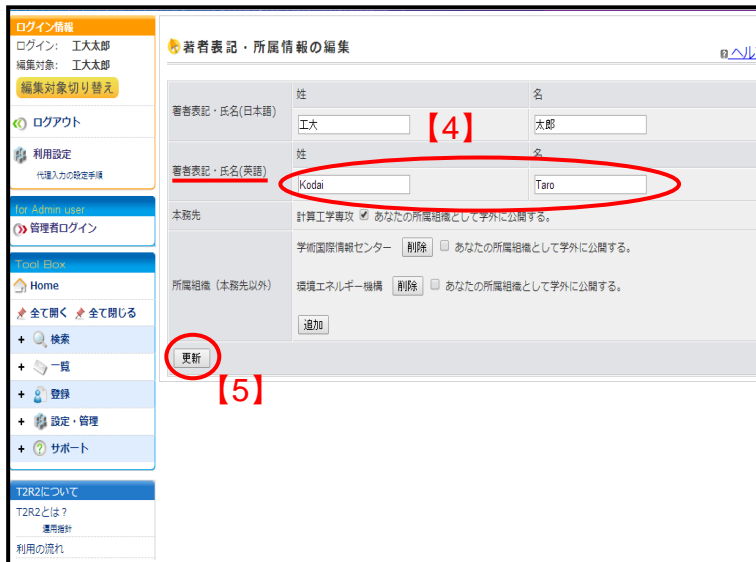 ログイン情報
ログイン: 工大太郎
編集対象: 工大太郎
編集対象切り替え
ログアウト
利用設定
代理入力の設定手順
for Admin user
管理者ログイン
Tool Box
Home
全て開く 全て閉じる
+ 検索
+ 一覧
+ 登録
+ 設定・管理
+ サポート
T2R2について
T2R2とは？
運用指針
利用の流れ
著者表記・所属情報の編集
ヘル
著者表記・氏名(日本語)
姓 名
工大 太郎
【4】
著者表記・氏名(英語)
姓 名
Kodai Taro
本務先 計算工学専攻 あなたの所属組織として学外に公開する。
所属組織（本務先以外）
学術国際情報センター 削除 あなたの所属組織として学外に公開する。
環境エネルギー機構 削除 あなたの所属組織として学外に公開する。
追加
更新
【5】